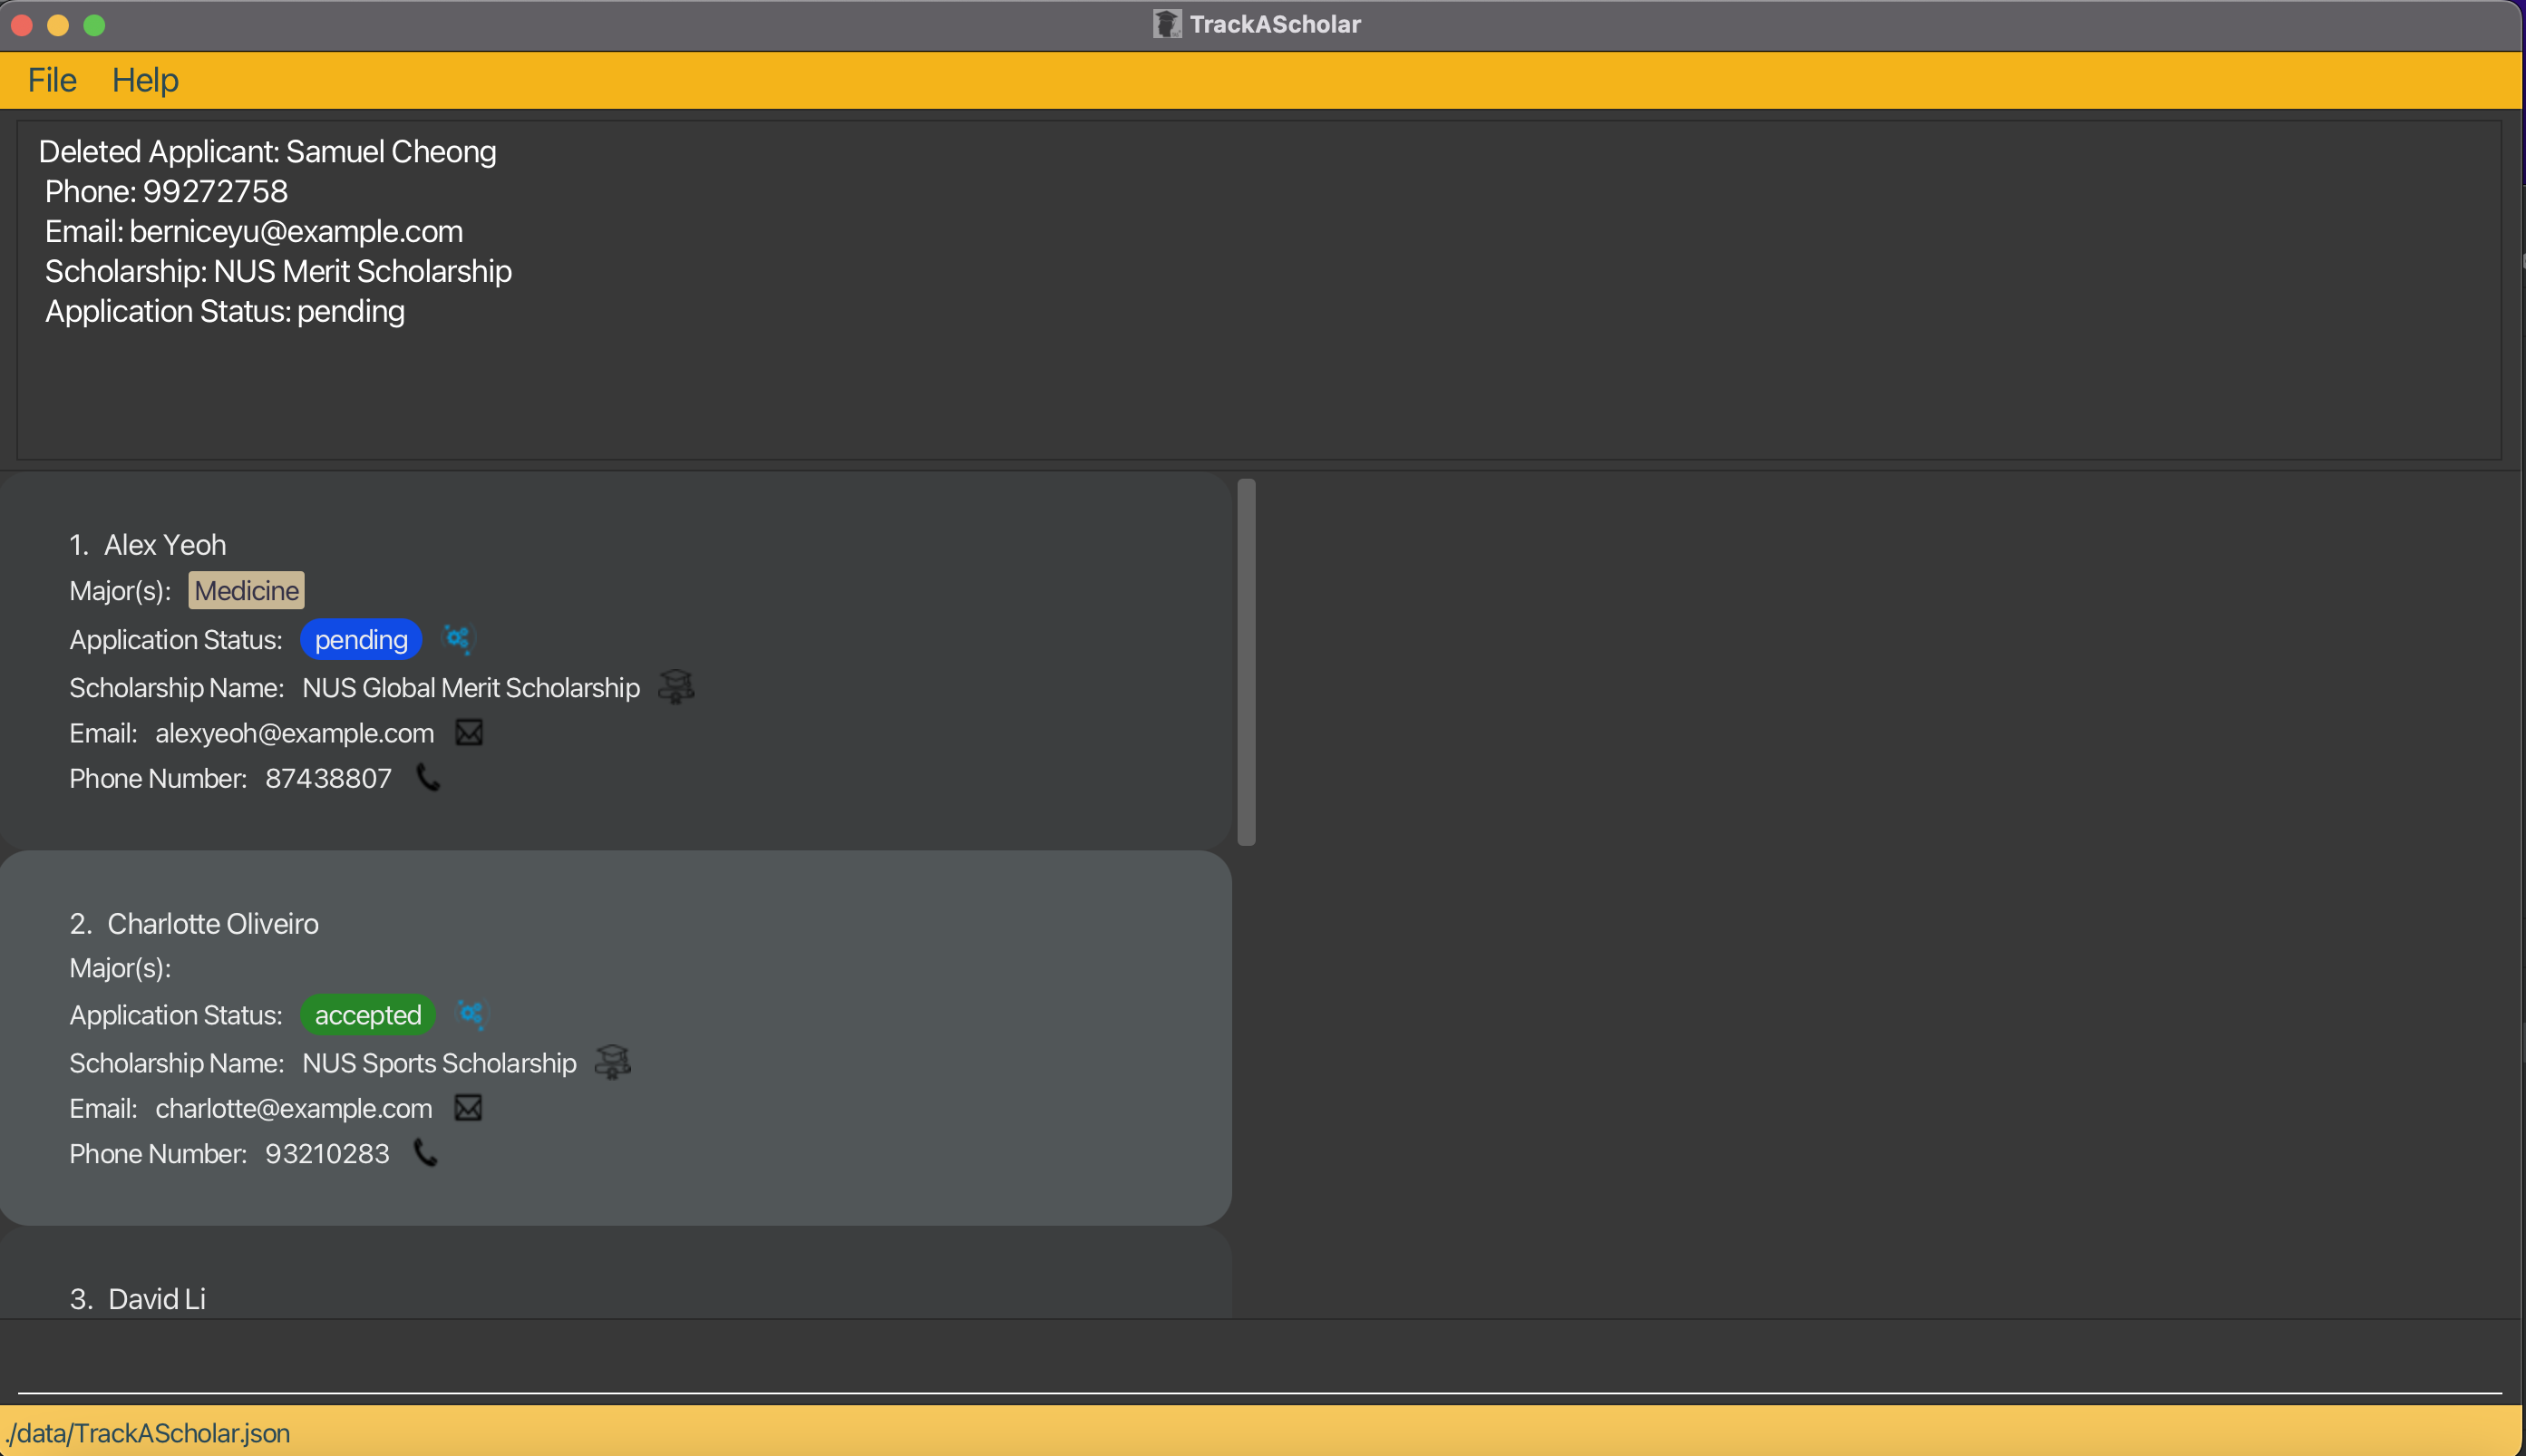 TrackAScholar
File Help
Deleted Applicant: Samuel Cheong
Phone: 99272758
Email: berniceyu@example.com
Scholarship: NUS Merit Scholarship
Application Status: pending
1. Alex Yeoh
Major(s): Medicine
Application Status: pending
Scholarship Name: NUS Global Merit Scholarship
Email: alexyeoh@example.com
Phone Number: 87438807
2. Charlotte Oliveiro
Major(s):
Application Status: accepted
Scholarship Name: NUS Sports Scholarship
Email: charlotte@example.com
Phone Number: 93210283
3. David Li
./data/TrackAScholar.json